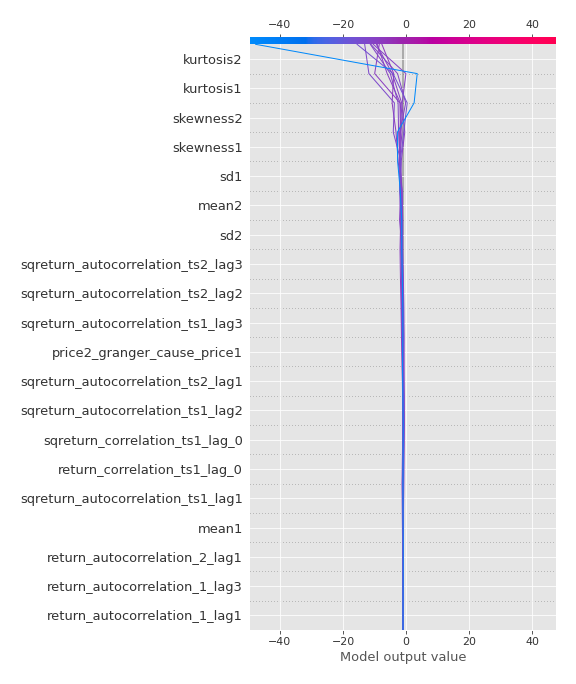 −40 −20 0 20 40
kurtosis2
kurtosis1
skewness2
skewness1
sd1
mean2
sd2
sqreturn_autocorrelation_ts2_lag3
sqreturn_autocorrelation_ts2_lag2
sqreturn_autocorrelation_ts1_lag3
price2_granger_cause_price1
sqreturn_autocorrelation_ts2_lag1
sqreturn_autocorrelation_ts1_lag2
sqreturn_correlation_ts1_lag_0
return_correlation_ts1_lag_0
sqreturn_autocorrelation_ts1_lag1
mean1
return_autocorrelation_2_lag1
return_autocorrelation_1_lag3
return_autocorrelation_1_lag1
−40 −20 0 20 40
Model output value